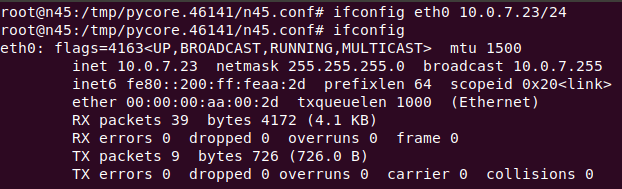 root@n45:/tmp/pycore.46141/n45.conf# ifconfig eth0 10.0.7.23/24
root@n45:/tmp/pycore.46141/n45.conf# ifconfig
eth0: flags=4163<UP,BROADCAST,RUNNING,MULTICAST>  mtu 1500
        inet 10.0.7.23  netmask 255.255.255.0  broadcast 10.0.7.255
        inet6 fe80::200:ff:feaa:2d  prefixlen 64  scopeid 0x20<link>
        ether 00:00:00:aa:00:2d  txqueuelen 1000  (Ethernet)
        RX packets 39  bytes 4172 (4.1 KB)
        RX errors 0  dropped 0  overruns 0  frame 0
        TX packets 9  bytes 726 (726.0 B)
        TX errors 0  dropped 0 overruns 0  carrier 0  collisions 0